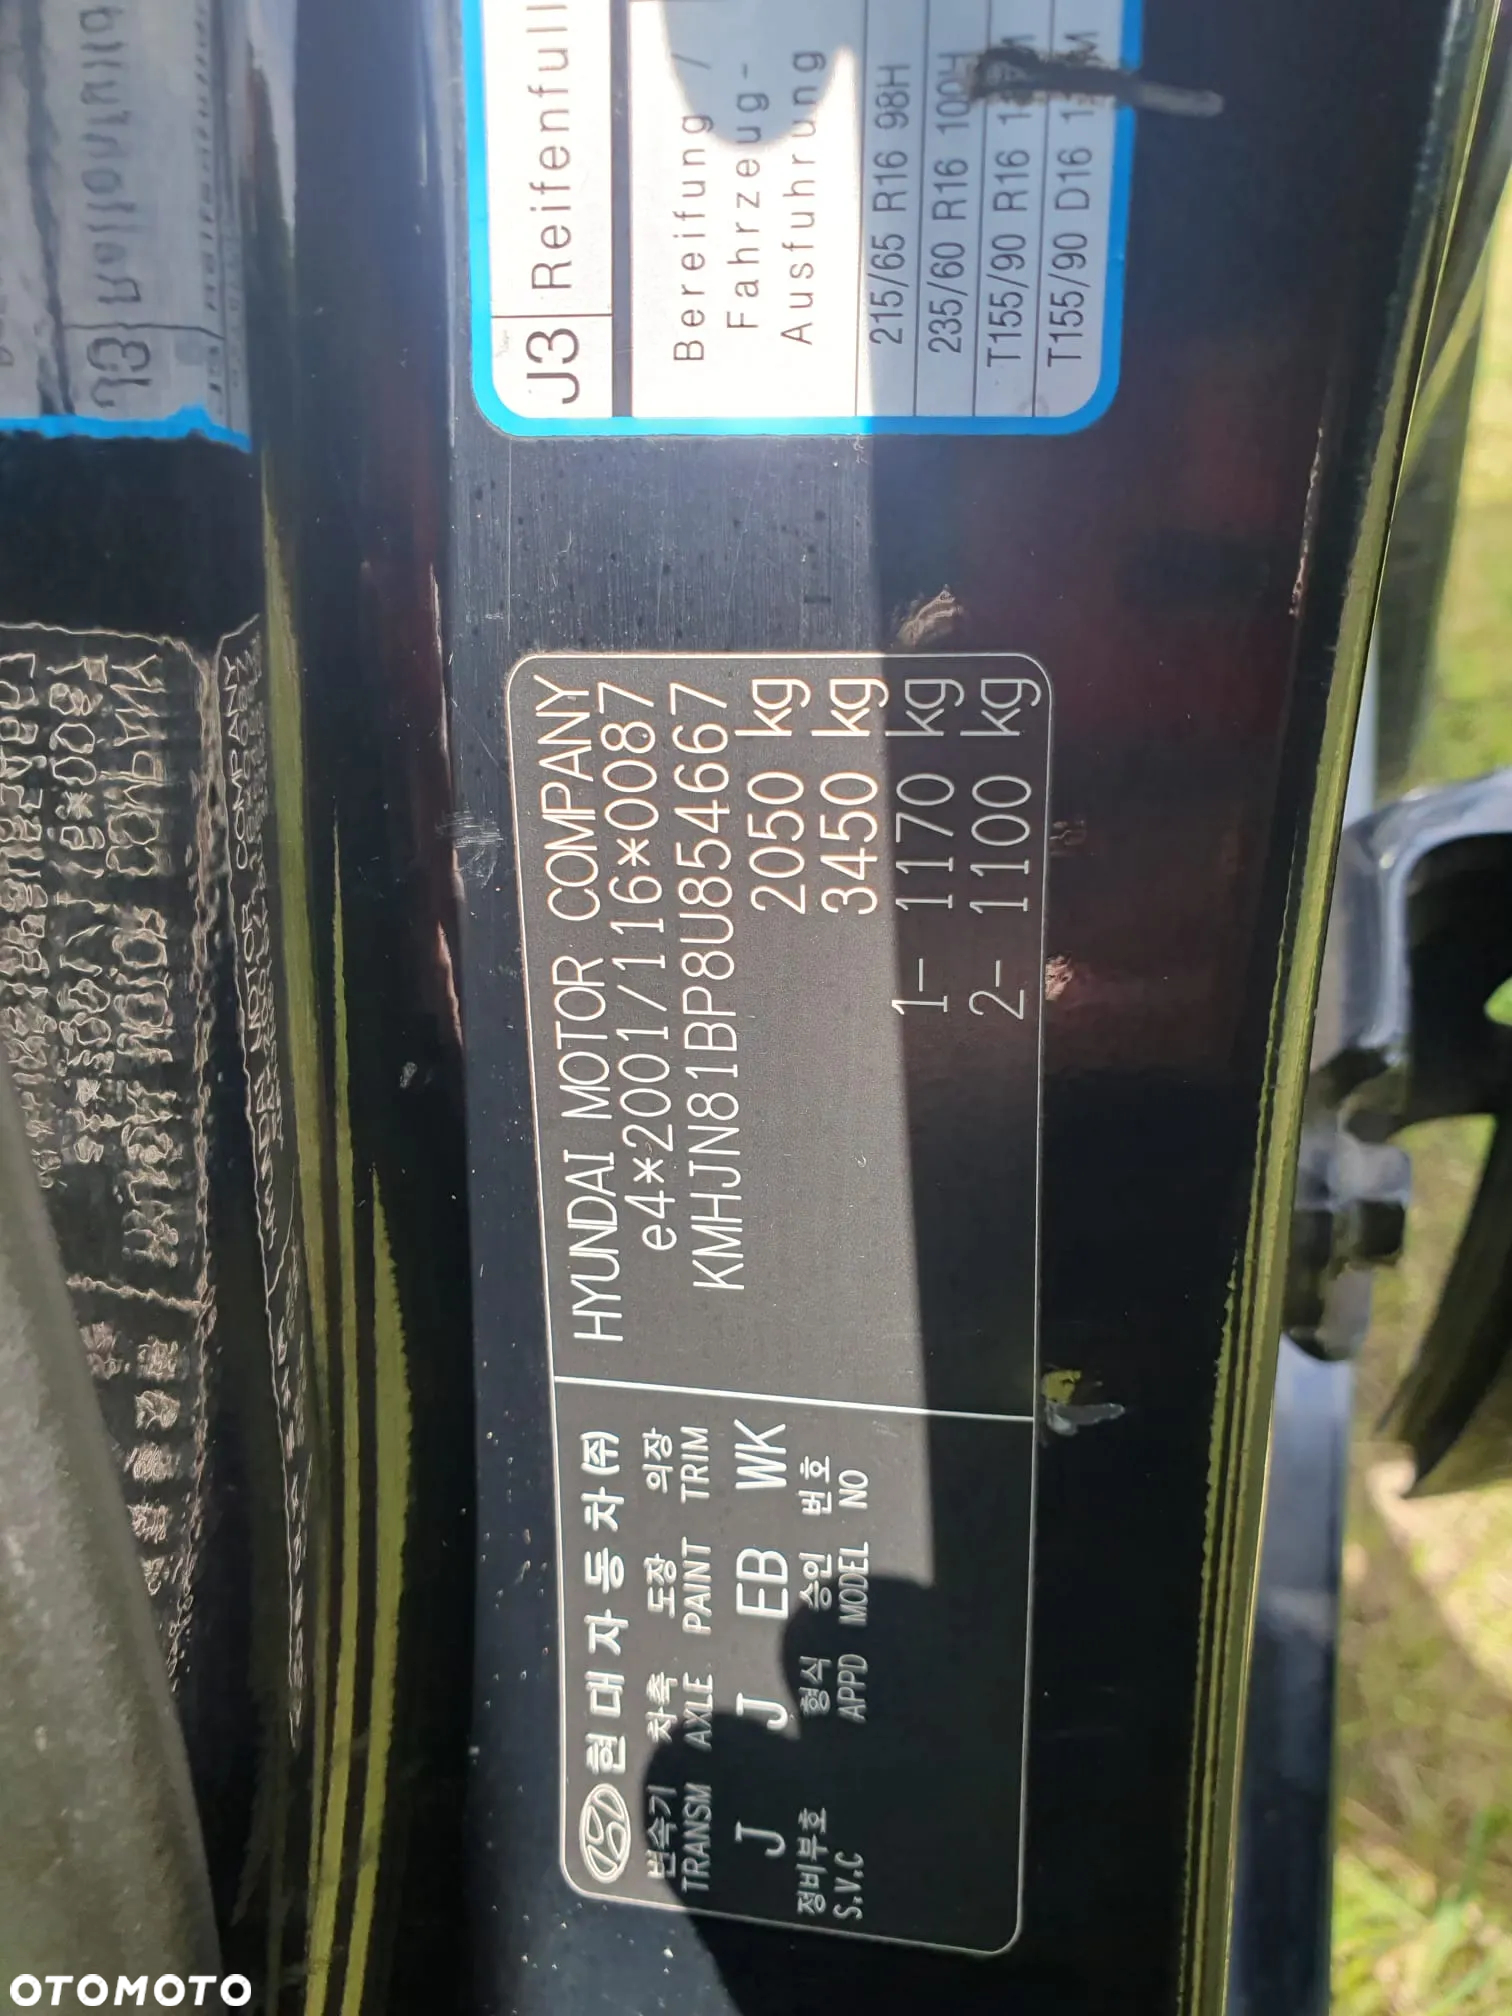 J3 Reifenfüll
Bereifung /
Fahrzeug-
Ausführung
215/65 R16 98H
235/60 R16 100H
T155/90 R16
T155/90 D16
현대자동차(주)
HYUNDAI MOTOR COMPANY
변속기 차축 도장 의장
TRANSM AXLE PAINT TRIM
J J EB WK
e4*2001/116*0087
KMHJN81BP8U854667
2050 kg
3450 kg
1- 1170 kg
2- 1100 kg
정비부호 형식 승인 번호
S.V.C APPD MODEL NO
OTOMOTO